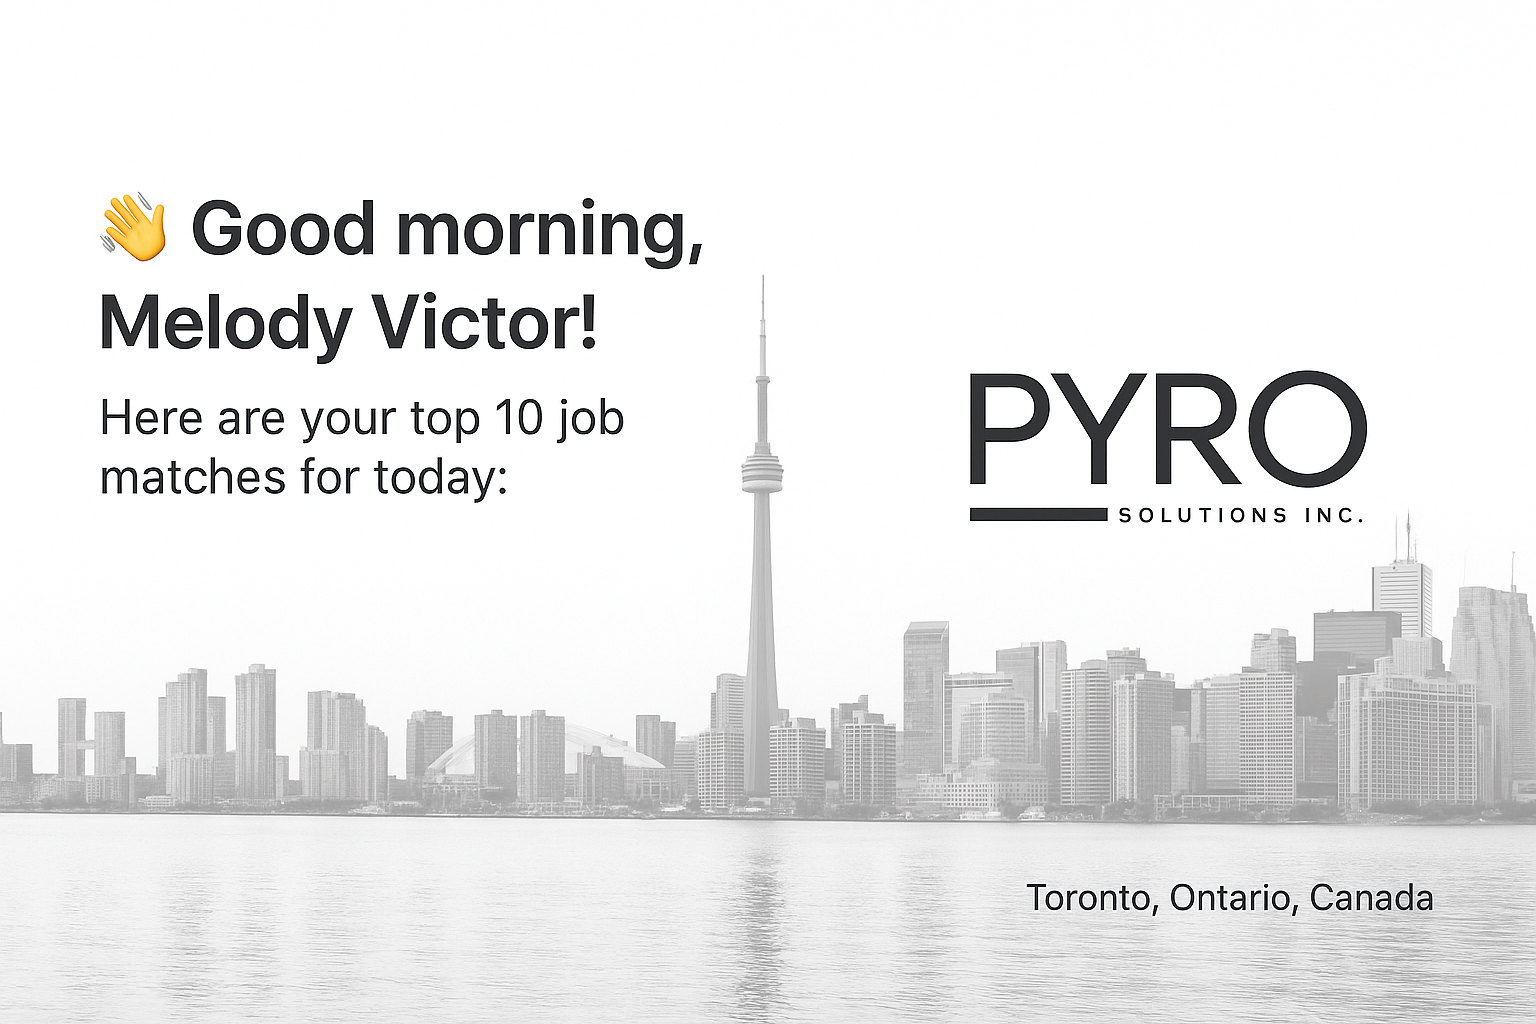 👋 Good morning,
Melody Victor!
Here are your top 10 job
matches for today:
PYRO
SOLUTIONS INC.
Toronto, Ontario, Canada